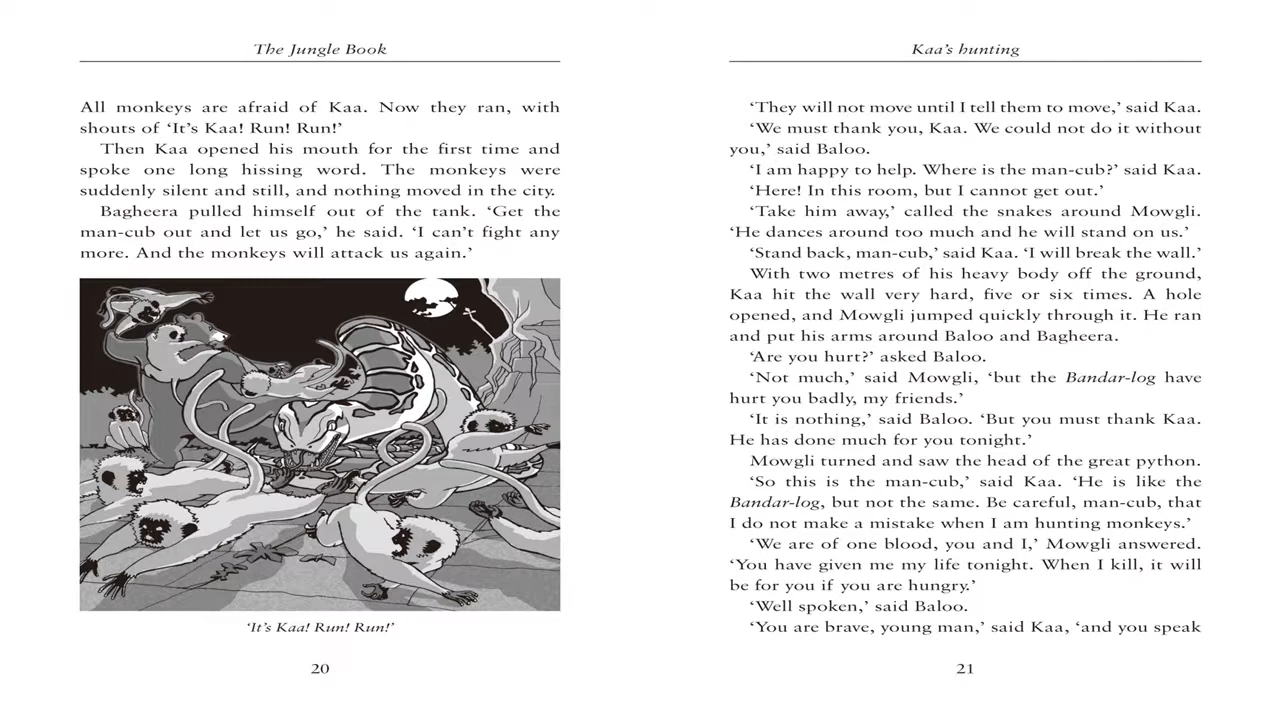 The Jungle Book
All monkeys are afraid of Kaa. Now they ran, with
shouts of ‘It’s Kaa! Run! Run!’
Then Kaa opened his mouth for the first time and
spoke one long hissing word. The monkeys were
suddenly silent and still, and nothing moved in the city.
Bagheera pulled himself out of the tank. ‘Get the
man-cub out and let us go,’ he said. ‘I can’t fight any
more. And the monkeys will attack us again.’
‘It’s Kaa! Run! Run!’
20
Kaa’s hunting
‘They will not move until I tell them to move,’ said Kaa.
‘We must thank you, Kaa. We could not do it without
you,’ said Baloo.
‘I am happy to help. Where is the man-cub?’ said Kaa.
‘Here! In this room, but I cannot get out.’
‘Take him away,’ called the snakes around Mowgli.
‘He dances around too much and he will stand on us.’
‘Stand back, man-cub,’ said Kaa. ‘I will break the wall.’
With two metres of his heavy body off the ground,
Kaa hit the wall very hard, five or six times. A hole
opened, and Mowgli jumped quickly through it. He ran
and put his arms around Baloo and Bagheera.
‘Are you hurt?’ asked Baloo.
‘Not much,’ said Mowgli, ‘but the Bandar-log have
hurt you badly, my friends.’
‘It is nothing,’ said Baloo. ‘But you must thank Kaa.
He has done much for you tonight.’
Mowgli turned and saw the head of the great python.
‘So this is the man-cub,’ said Kaa. ‘He is like the
Bandar-log, but not the same. Be careful, man-cub, that
I do not make a mistake when I am hunting monkeys.’
‘We are of one blood, you and I,’ Mowgli answered.
‘You have given me my life tonight. When I kill, it will
be for you if you are hungry.’
‘Well spoken,’ said Baloo.
‘You are brave, young man,’ said Kaa, ‘and you speak
21